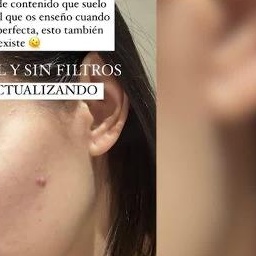 de contenido que suelo
l que os enseño cuando
perfecta, esto también
existe 😉
L Y SIN FILTROS
CTUALIZANDO